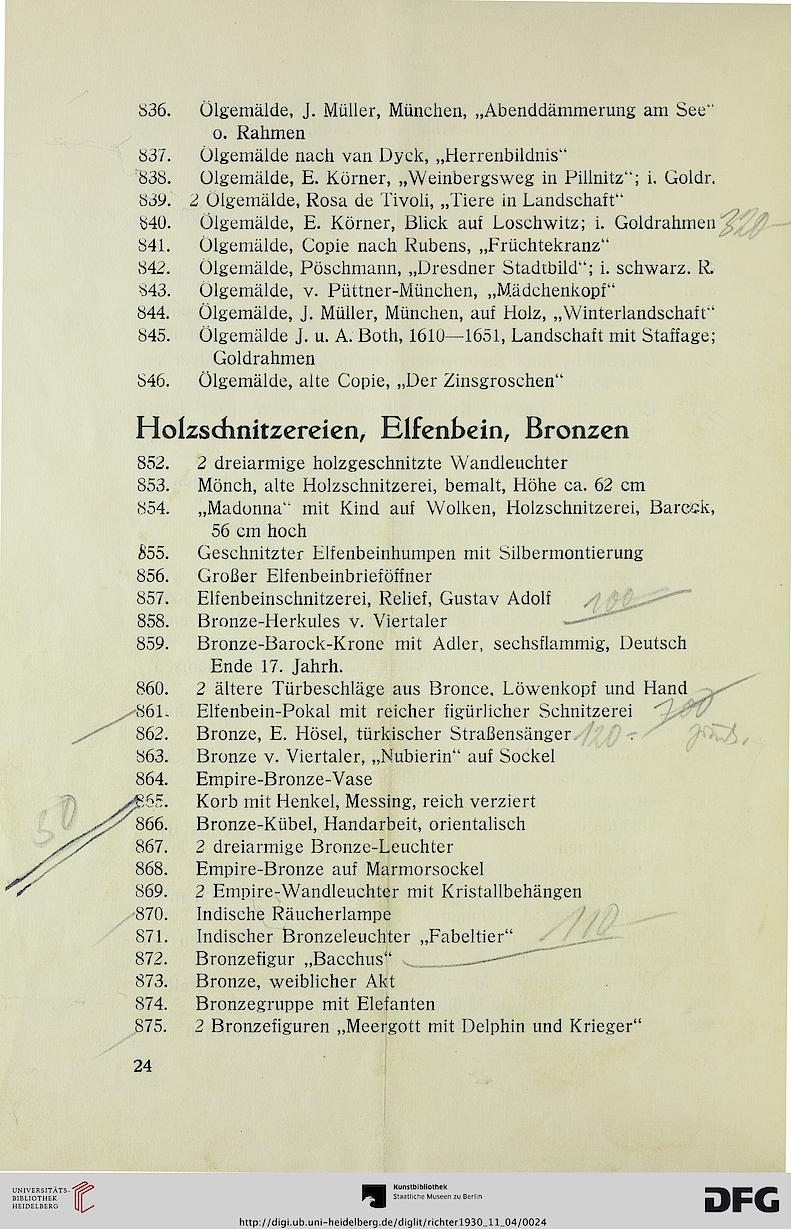 836. Ölgemälde, J. Müller, München, „Abenddämmerung am See“
o. Rahmen
837. Ölgemälde nach van Dyck, „Herrenbildnis“
838. Ölgemälde, E. Körner, „Weinbergsweg in Pillnitz“; i. Goldr.
839. 2 Ölgemälde, Rosa de Tivoli, „Tiere in Landschaft“
840. Ölgemälde, E. Körner, Blick auf Loschwitz; i. Goldrahmen 320
841. Ölgemälde, Copie nach Rubens, „Früchtekranz“
842. Ölgemälde, Pöschmann, „Dresdner Stadtbild“; i. schwarz. R.
843. Ölgemälde, v. Püttner-München, „Mädchenkopf“
844. Ölgemälde, J. Müller, München, auf Holz, „Winterlandschaft“
845. Ölgemälde J. u. A. Both, 1610—1651, Landschaft mit Staffage;
Goldrahmen
846. Ölgemälde, alte Copie, „Der Zinsgroschen“
Holzschnitzereien, Elfenbein, Bronzen
852. 2 dreiarmige holzgeschnitzte Wandleuchter
853. Mönch, alte Holzschnitzerei, bemalt, Höhe ca. 62 cm
854. „Madonna“ mit Kind auf Wolken, Holzschnitzerei, Barock,
56 cm hoch
855. Geschnitzter Elfenbeinhumpen mit Silbermontierung
856. Großer Elfenbeinbrieföffner
857. Elfenbeinschnitzerei, Relief, Gustav Adolf 100
858. Bronze-Herkules v. Viertaler
859. Bronze-Barock-Krone mit Adler, sechsflammig, Deutsch
Ende 17. Jahrh.
860. 2 ältere Türbeschläge aus Bronce, Löwenkopf und Hand
861. Elfenbein-Pokal mit reicher figürlicher Schnitzerei 700
862. Bronze, E. Hösel, türkischer Straßensänger 120 -
863. Bronze v. Viertaler, „Nubierin“ auf Sockel
864. Empire-Bronze-Vase
50 865. Korb mit Henkel, Messing, reich verziert
866. Bronze-Kübel, Handarbeit, orientalisch
867. 2 dreiarmige Bronze-Leuchter
868. Empire-Bronze auf Marmorsockel
869. 2 Empire-Wandleuchter mit Kristallbehängen
870. Indische Räucherlampe
871. Indischer Bronzeleuchter „Fabeltier“ 110
872. Bronzefigur „Bacchus“
873. Bronze, weiblicher Akt
874. Bronzegruppe mit Elefanten
875. 2 Bronzefiguren „Meergott mit Delphin und Krieger“
24
UNIVERSITÄTS-
BIBLIOTHEK
HEIDELBERG
Kunstbibliothek
Staatliche Museen zu Berlin
DFG
http://digi.ub.uni-heidelberg.de/diglit/richter1930_11_04/0024